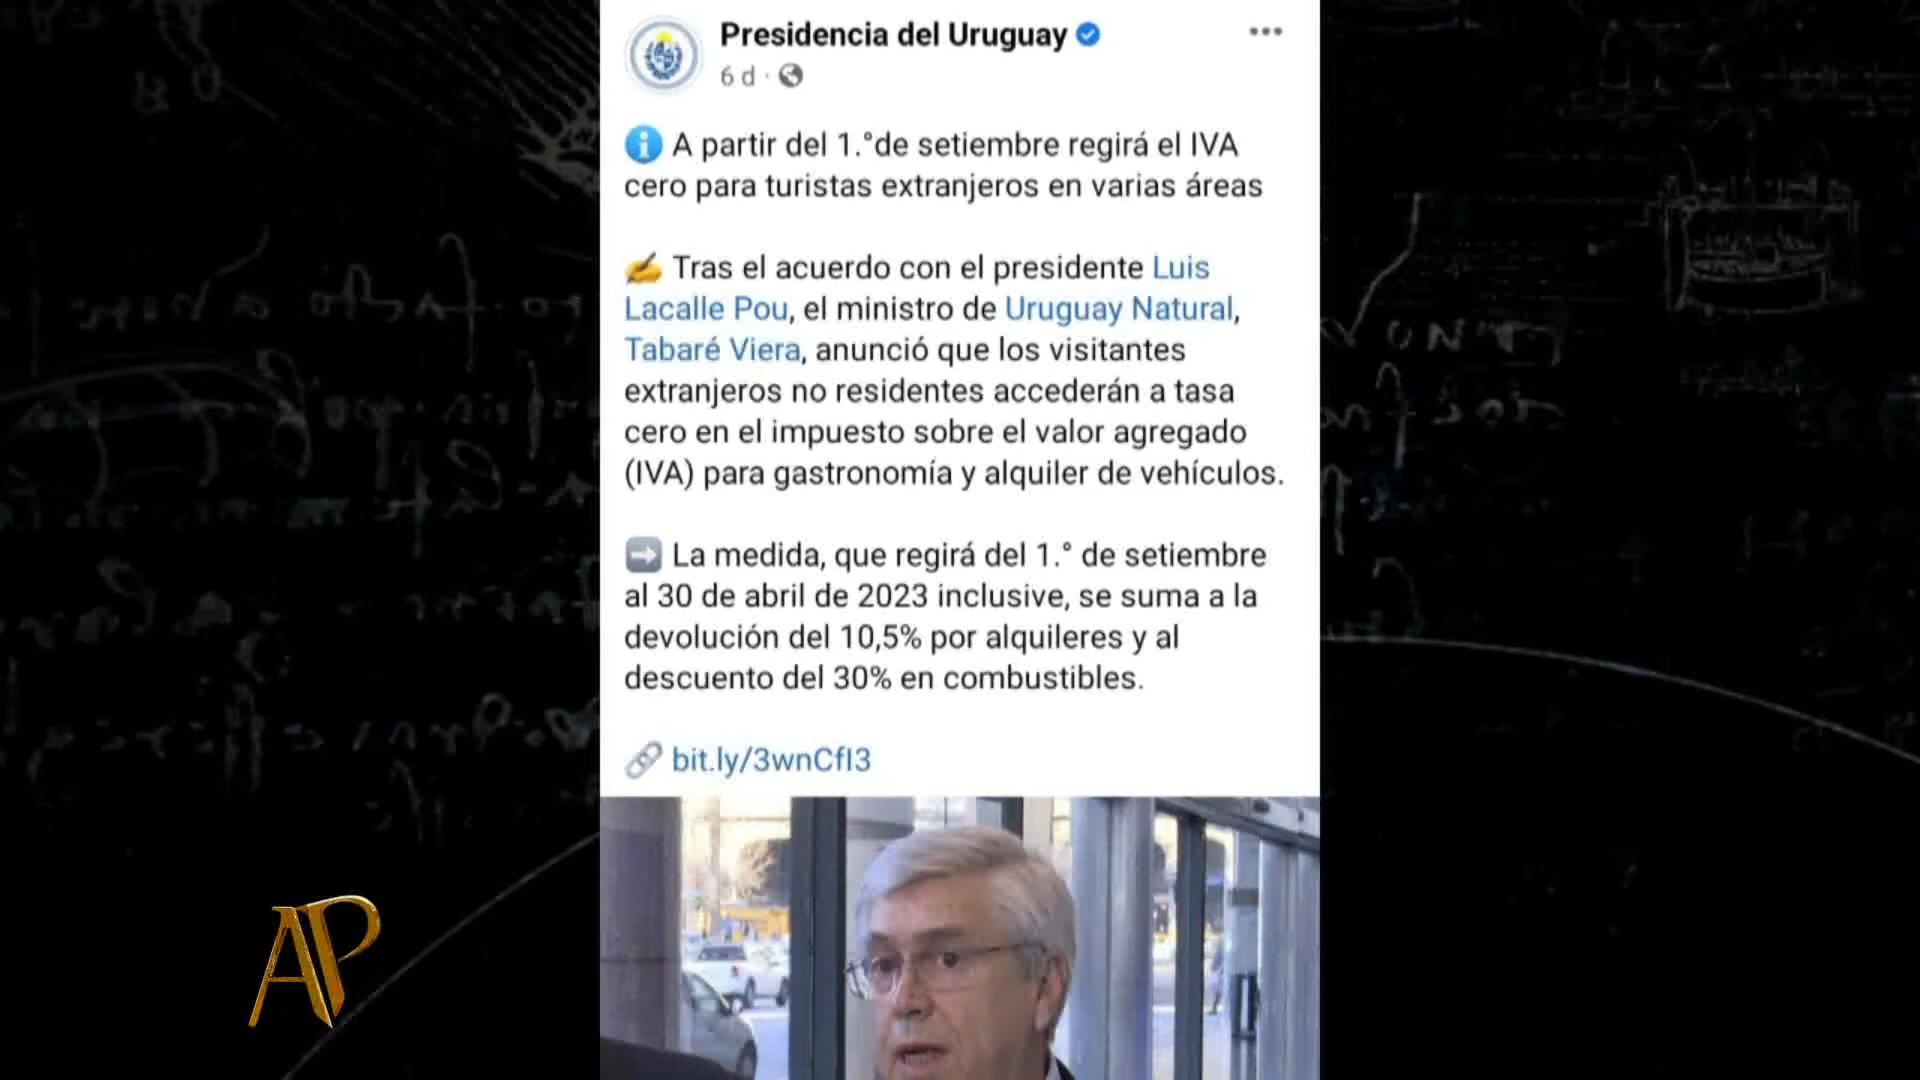 Presidencia del Uruguay
6 d ·
A partir del 1.°de setiembre regirá el IVA
cero para turistas extranjeros en varias áreas
Tras el acuerdo con el presidente Luis
Lacalle Pou, el ministro de Uruguay Natural,
Tabaré Viera, anunció que los visitantes
extranjeros no residentes accederán a tasa
cero en el impuesto sobre el valor agregado
(IVA) para gastronomía y alquiler de vehículos.
La medida, que regirá del 1.° de setiembre
al 30 de abril de 2023 inclusive, se suma a la
devolución del 10,5% por alquileres y al
descuento del 30% en combustibles.
bit.ly/3wnCfI3
AP